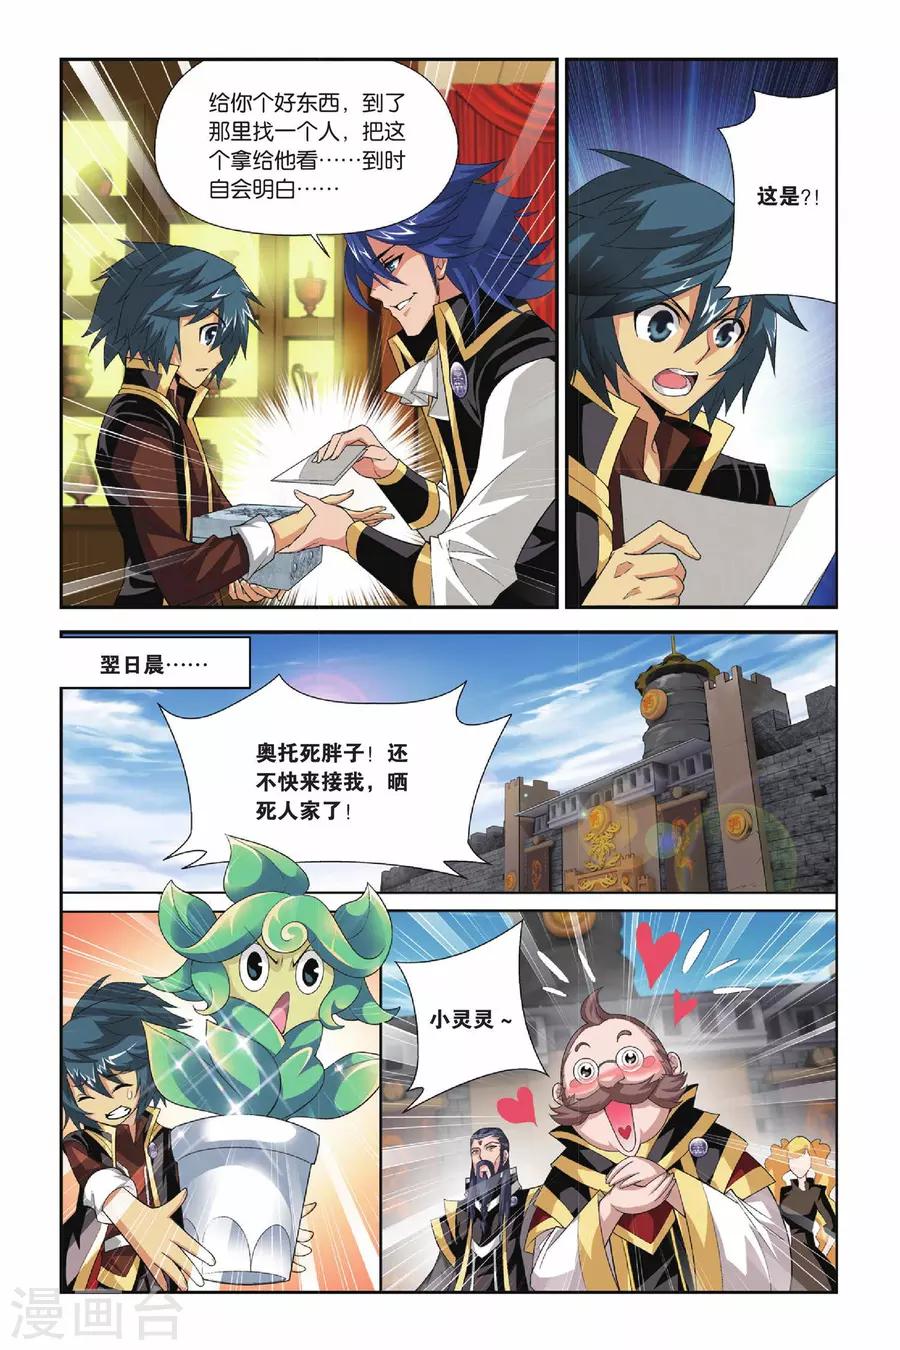 给你个好东西，到了
那里找一个人，把这
个拿给他看……到时
自会明白……
这是?!
翌日晨……
奥托死胖子！还
不快来接我，晒
死人家了！
小灵灵~
漫画台